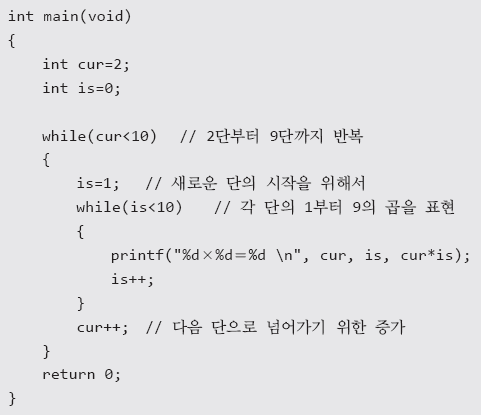 int main(void)
{
int cur=2;
int is=0;
while(cur<10) // 2단부터 9단까지 반복
{
is=1; // 새로운 단의 시작을 위해서
while(is<10) // 각 단의 1부터 9의 곱을 표현
{
printf("%d×%d=%d \n", cur, is, cur*is);
is++;
}
cur++; // 다음 단으로 넘어가기 위한 증가
}
return 0;
}